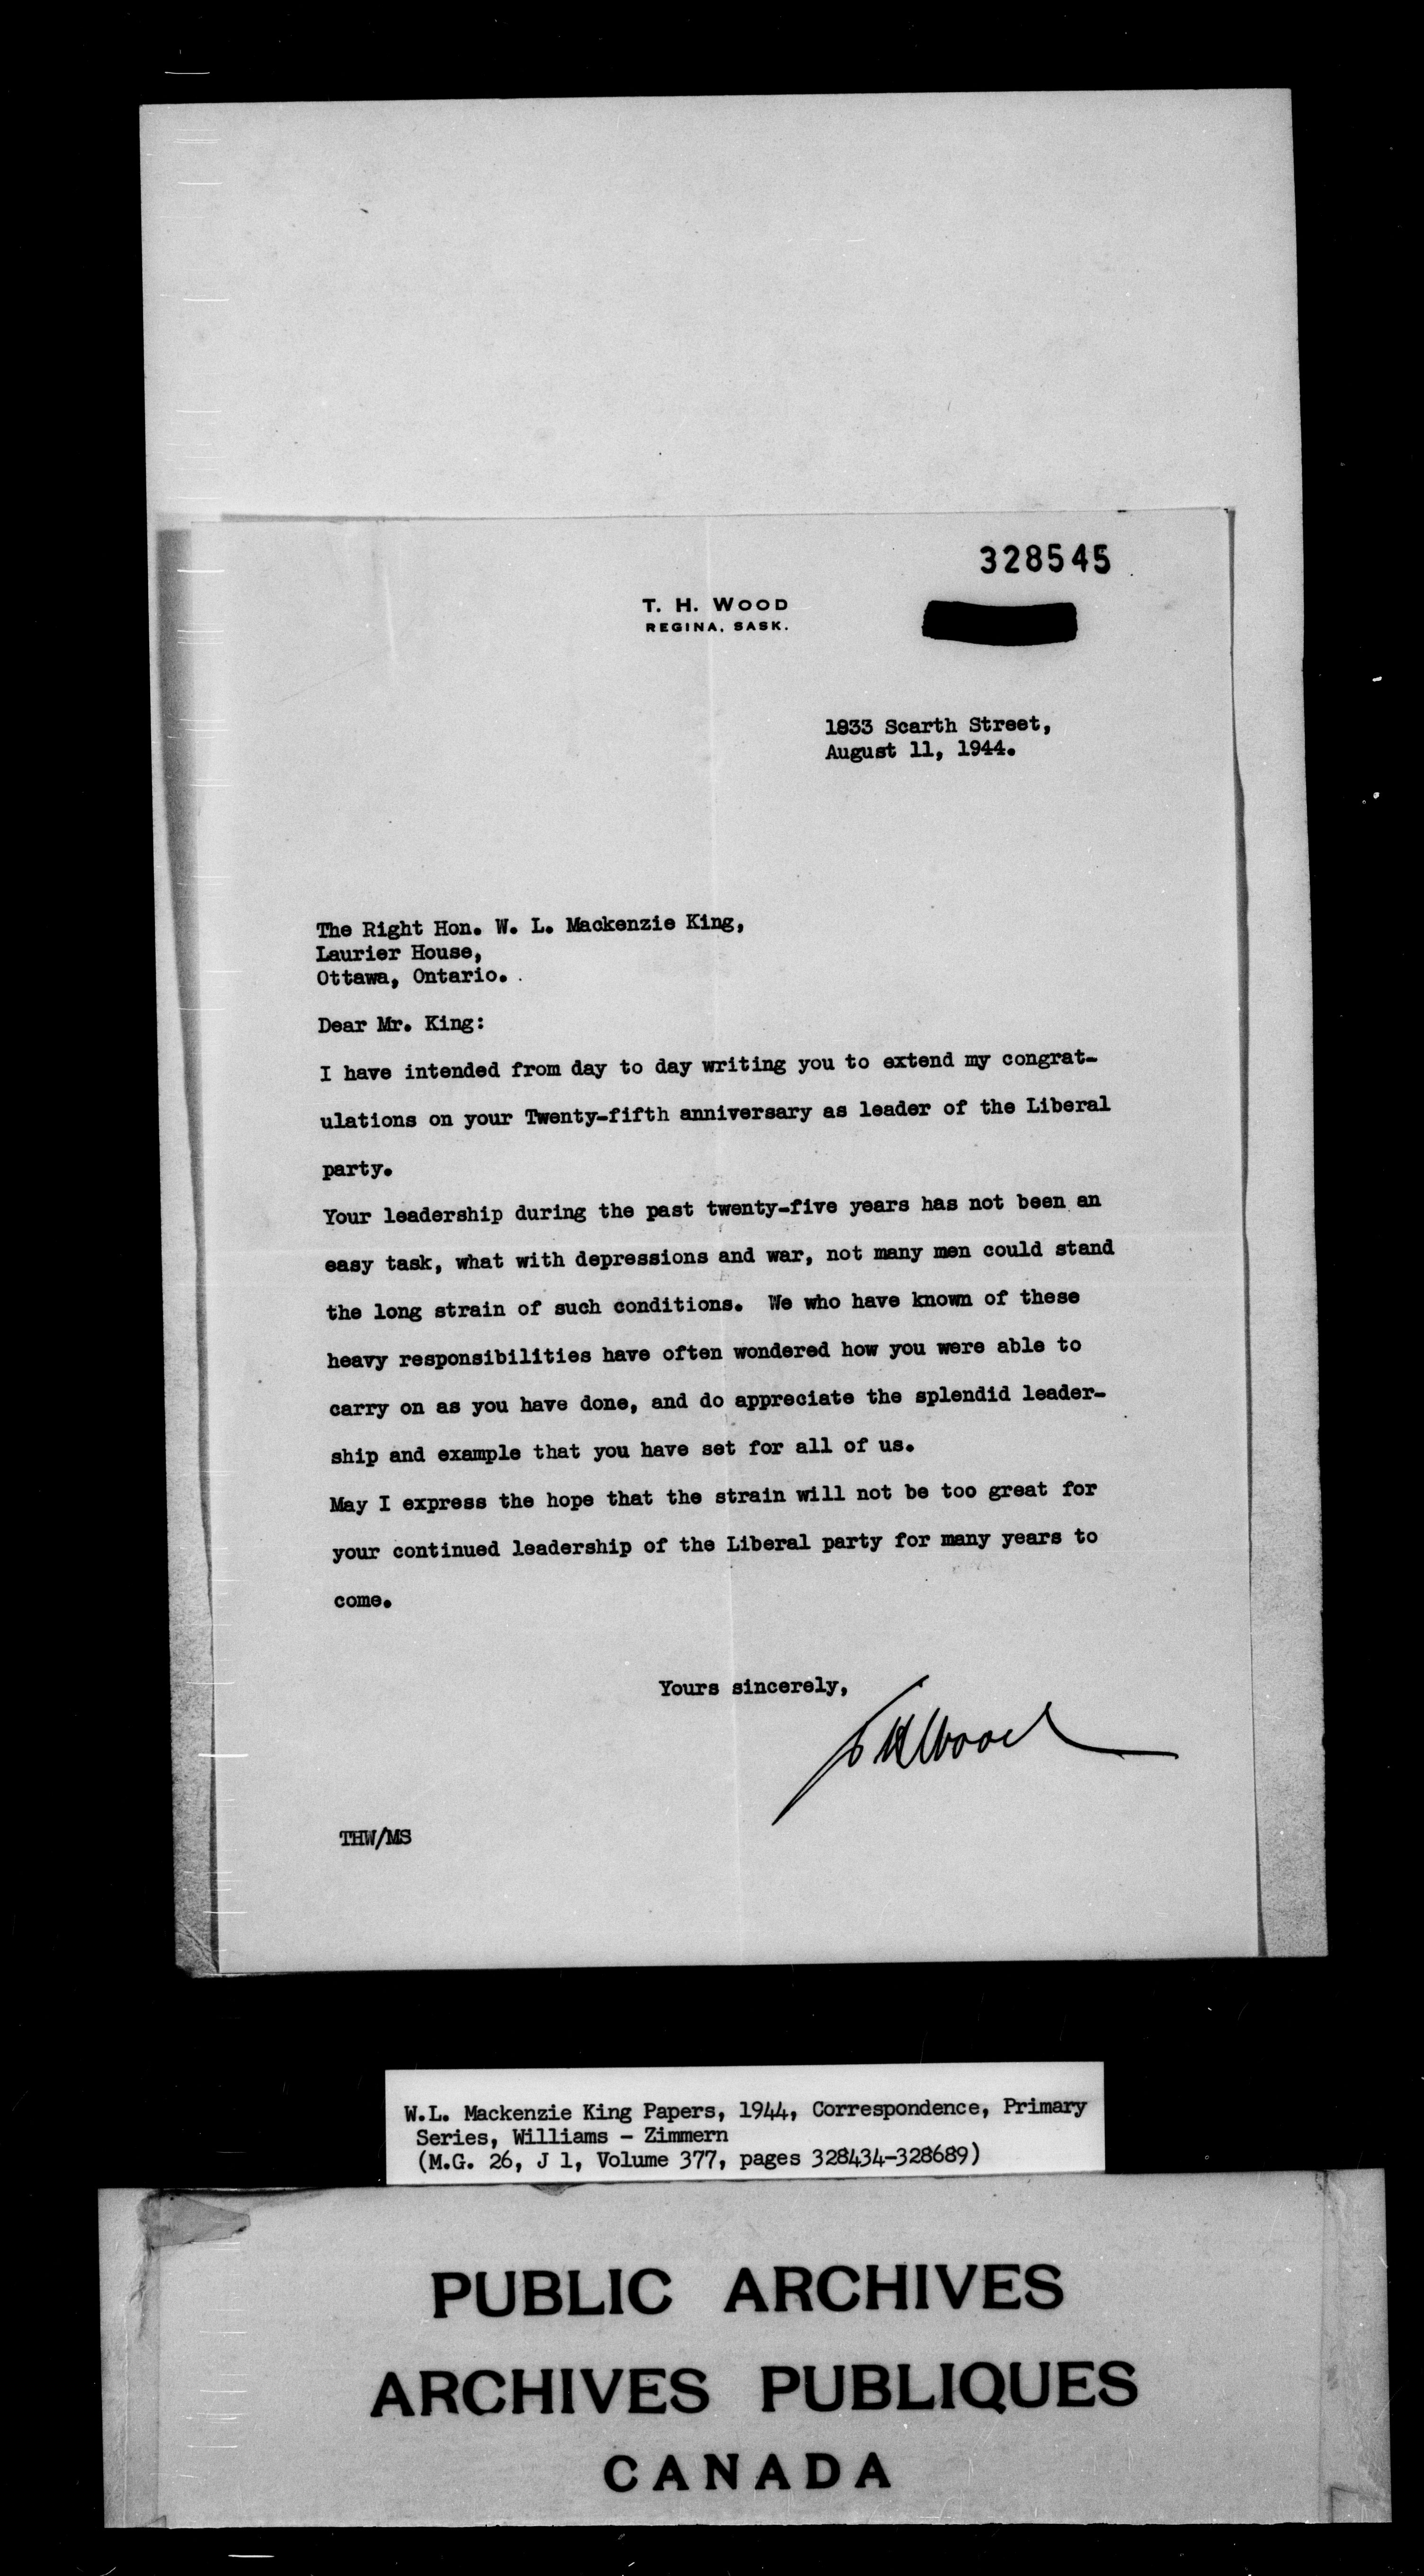 328545
T. H. WOOD
REGINA, SASK.
1833 Scarth Street,
August 11, 1944.
The Right Hon. W. L. Mackenzie King,
Laurier House,
Ottawa, Ontario.
Dear Mr. King:
I have intended from day to day writing you to extend my congrat-
ulations on your Twenty-fifth anniversary as leader of the Liberal
party.
Your leadership during the past twenty-five years has not been an
easy task, what with depressions and war, not many men could stand
the long strain of such conditions. We who have known of these
heavy responsibilities have often wondered how you were able to
carry on as you have done, and do appreciate the splendid leader-
ship and example that you have set for all of us.
May I express the hope that the strain will not be too great for
your continued leadership of the Liberal party for many years to
come.
Yours sincerely,
T H Wood
THW/MS
W.L. Mackenzie King Papers, 1944, Correspondence, Primary
Series, Williams - Zimmern
(M.G. 26, J 1, Volume 377, pages 328434-328689)
PUBLIC ARCHIVES
ARCHIVES PUBLIQUES
CANADA